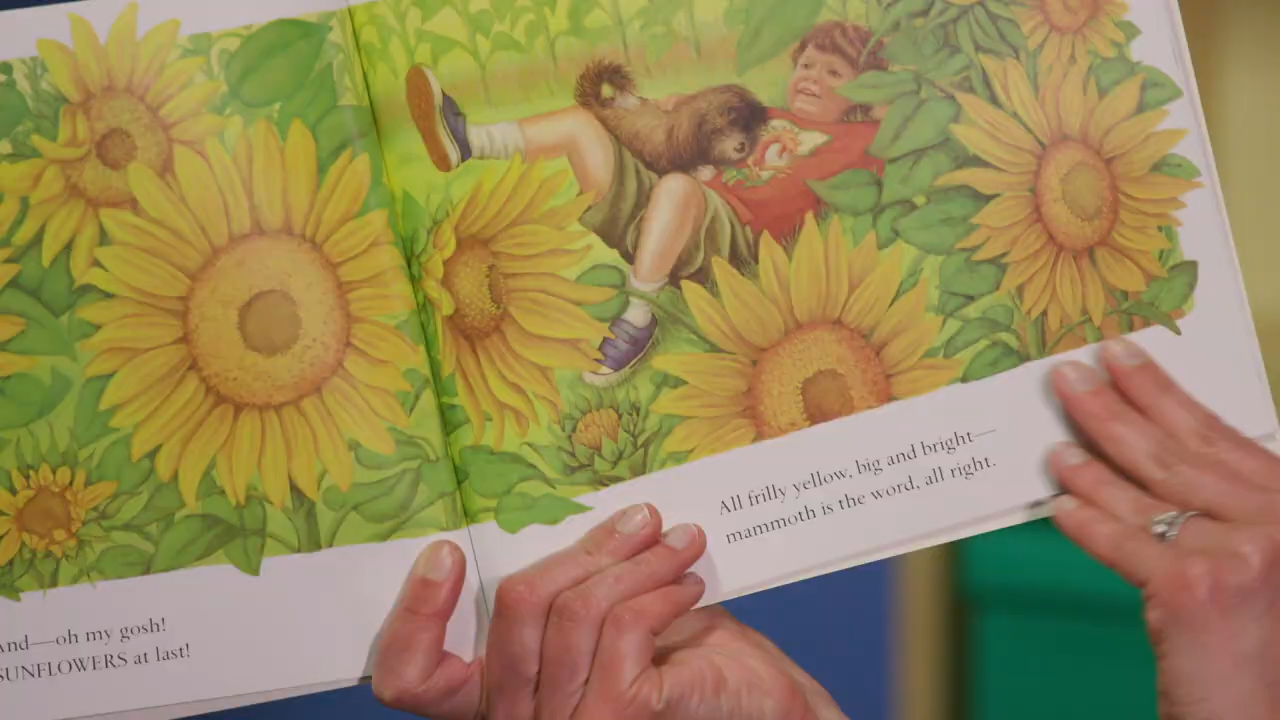 And—oh my gosh!
SUNFLOWERS at last!
All frilly yellow, big and bright—
mammoth is the word, all right.